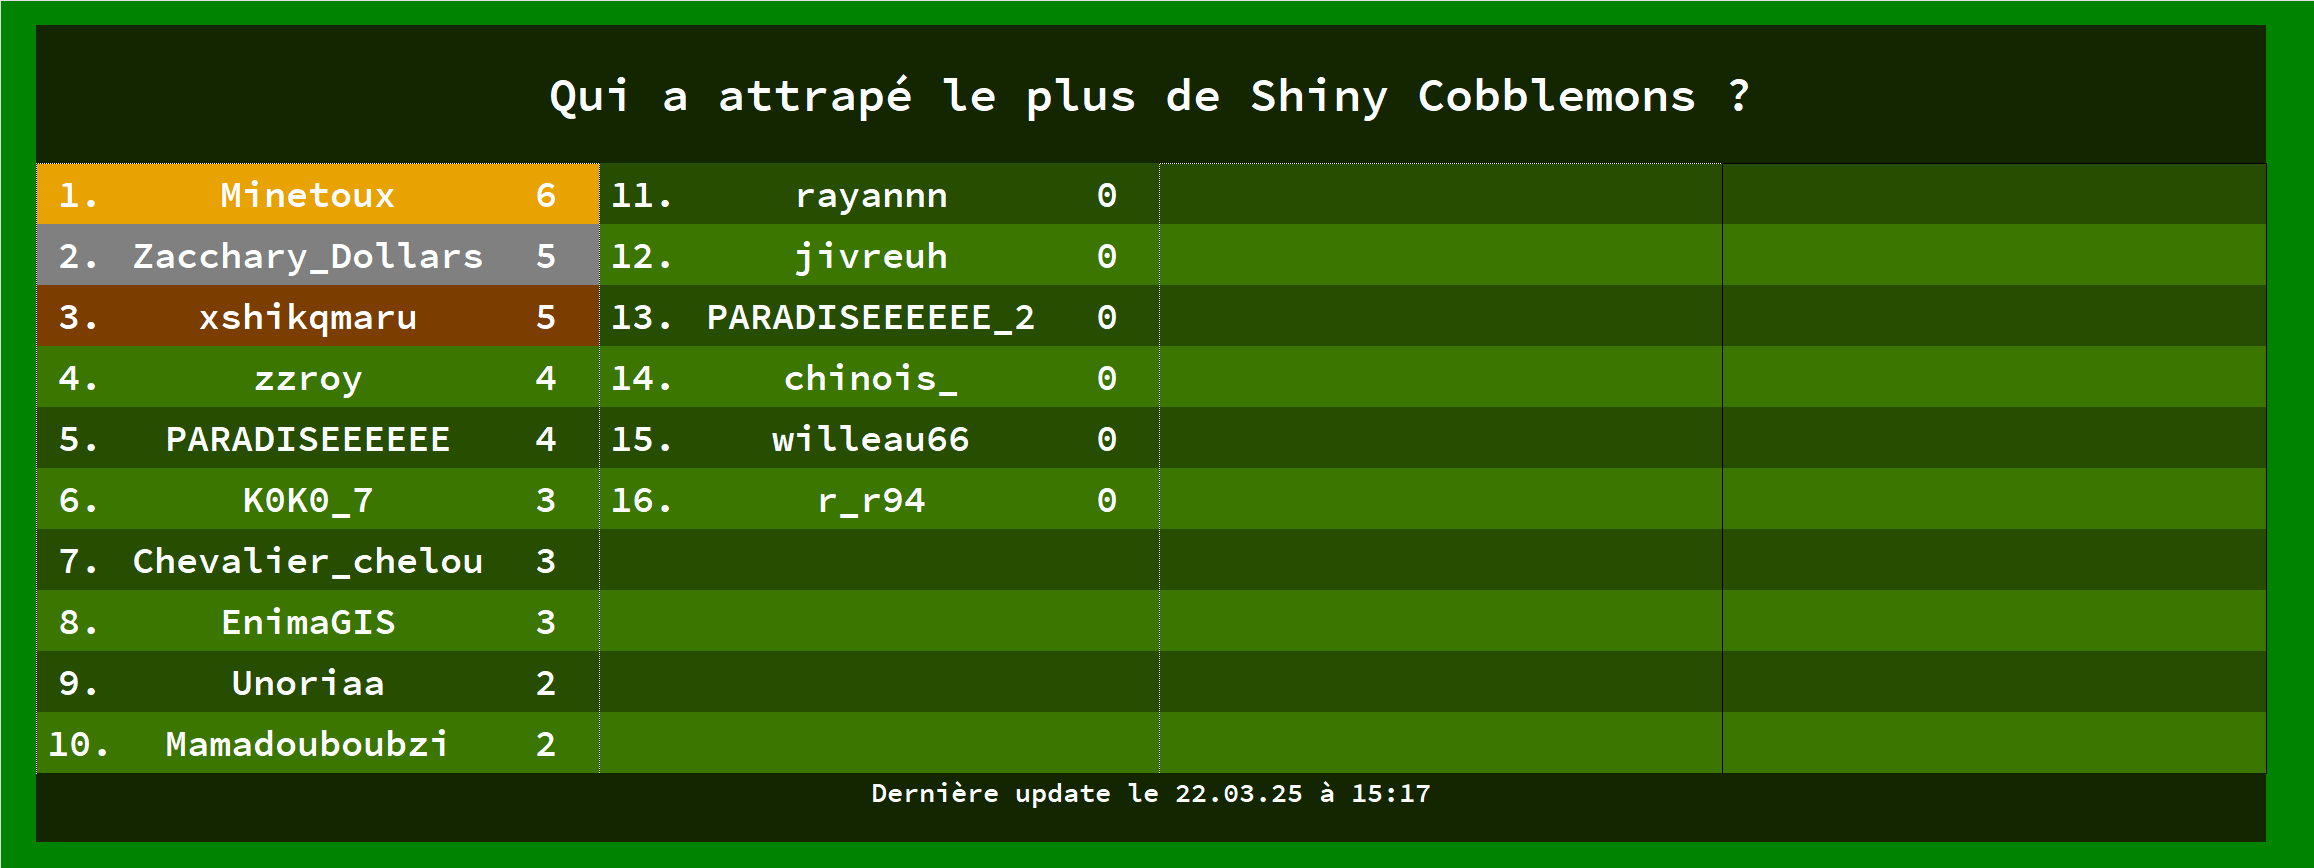 Qui a attrapé le plus de Shiny Cobblemons ?
1. Minetoux 6
2. Zacchary_Dollars 5
3. xshikqmaru 5
4. zzroy 4
5. PARADISEEEEEE 4
6. K0K0_7 3
7. Chevalier_chelou 3
8. EnimaGIS 3
9. Unoriaa 2
10. Mamadouboubzi 2
11. rayannn 0
12. jivreuh 0
13. PARADISEEEEEE_2 0
14. chinois_ 0
15. willeau66 0
16. r_r94 0
Dernière update le 22.03.25 à 15:17